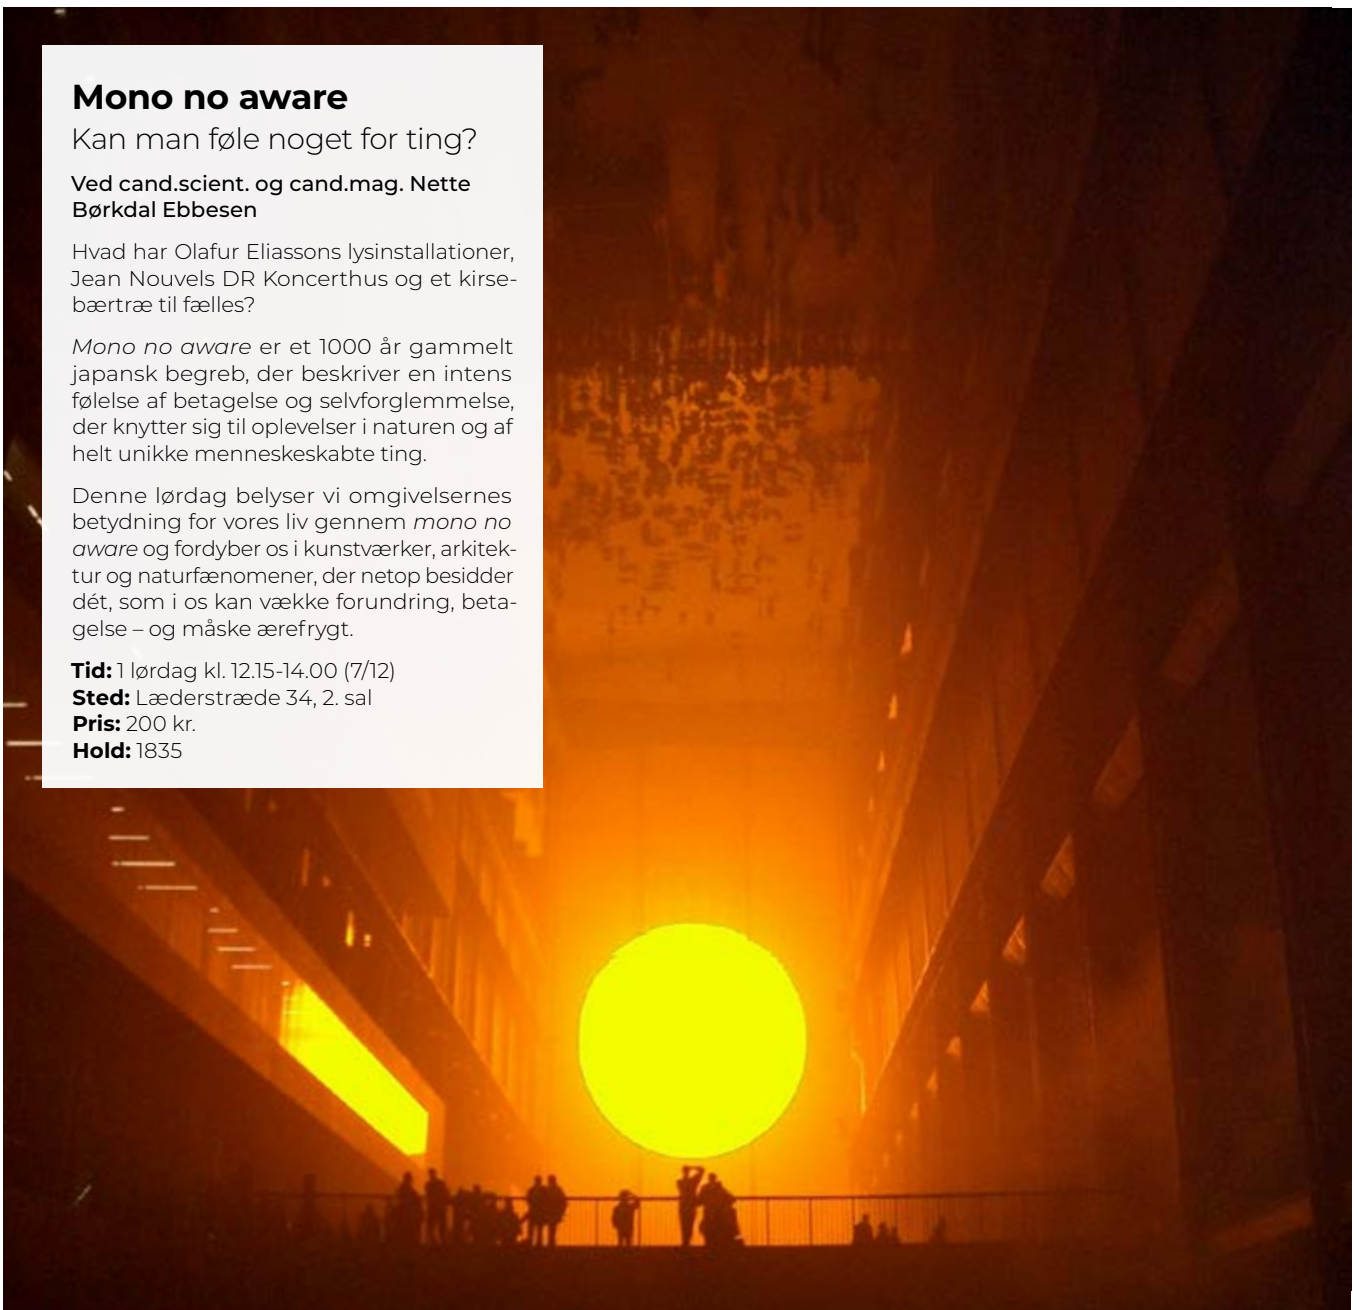 Mono no aware
Kan man føle noget for ting?
Ved cand.scient. og cand.mag. Nette
Børkdal Ebbesen
Hvad har Olafur Eliassons lysinstallationer,
Jean Nouvels DR Koncerthus og et kirse-
bærtræ til fælles?
Mono no aware er et 1000 år gammelt
japansk begreb, der beskriver en intens
følelse af betagelse og selvforglemmelse,
der knytter sig til oplevelser i naturen og af
helt unikke menneskeskabte ting.
Denne lørdag belyser vi omgivelsernes
betydning for vores liv gennem mono no
aware og fordyber os i kunstværker, arkitek-
tur og naturfænomener, der netop besidder
dét, som i os kan vække forundring, beta-
gelse – og måske ærefrygt.
Tid: 1 lørdag kl. 12.15-14.00 (7/12)
Sted: Læderstræde 34, 2. sal
Pris: 200 kr.
Hold: 1835